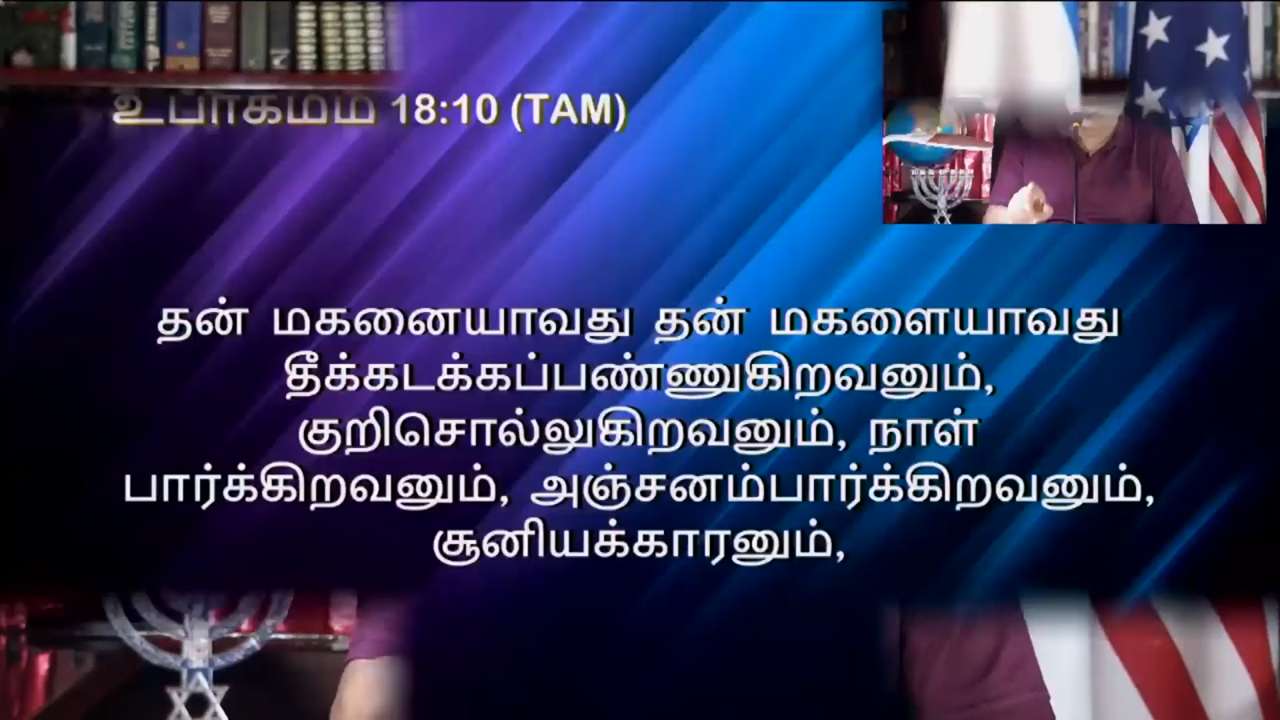 உபாகமம் 18:10 (TAM)
தன் மகனையாவது தன் மகளையாவது
தீக்கடக்கப்பண்ணுகிறவனும்,
குறிசொல்லுகிறவனும், நாள்
பார்க்கிறவனும், அஞ்சனம்பார்க்கிறவனும்,
சூனியக்காரனும்,